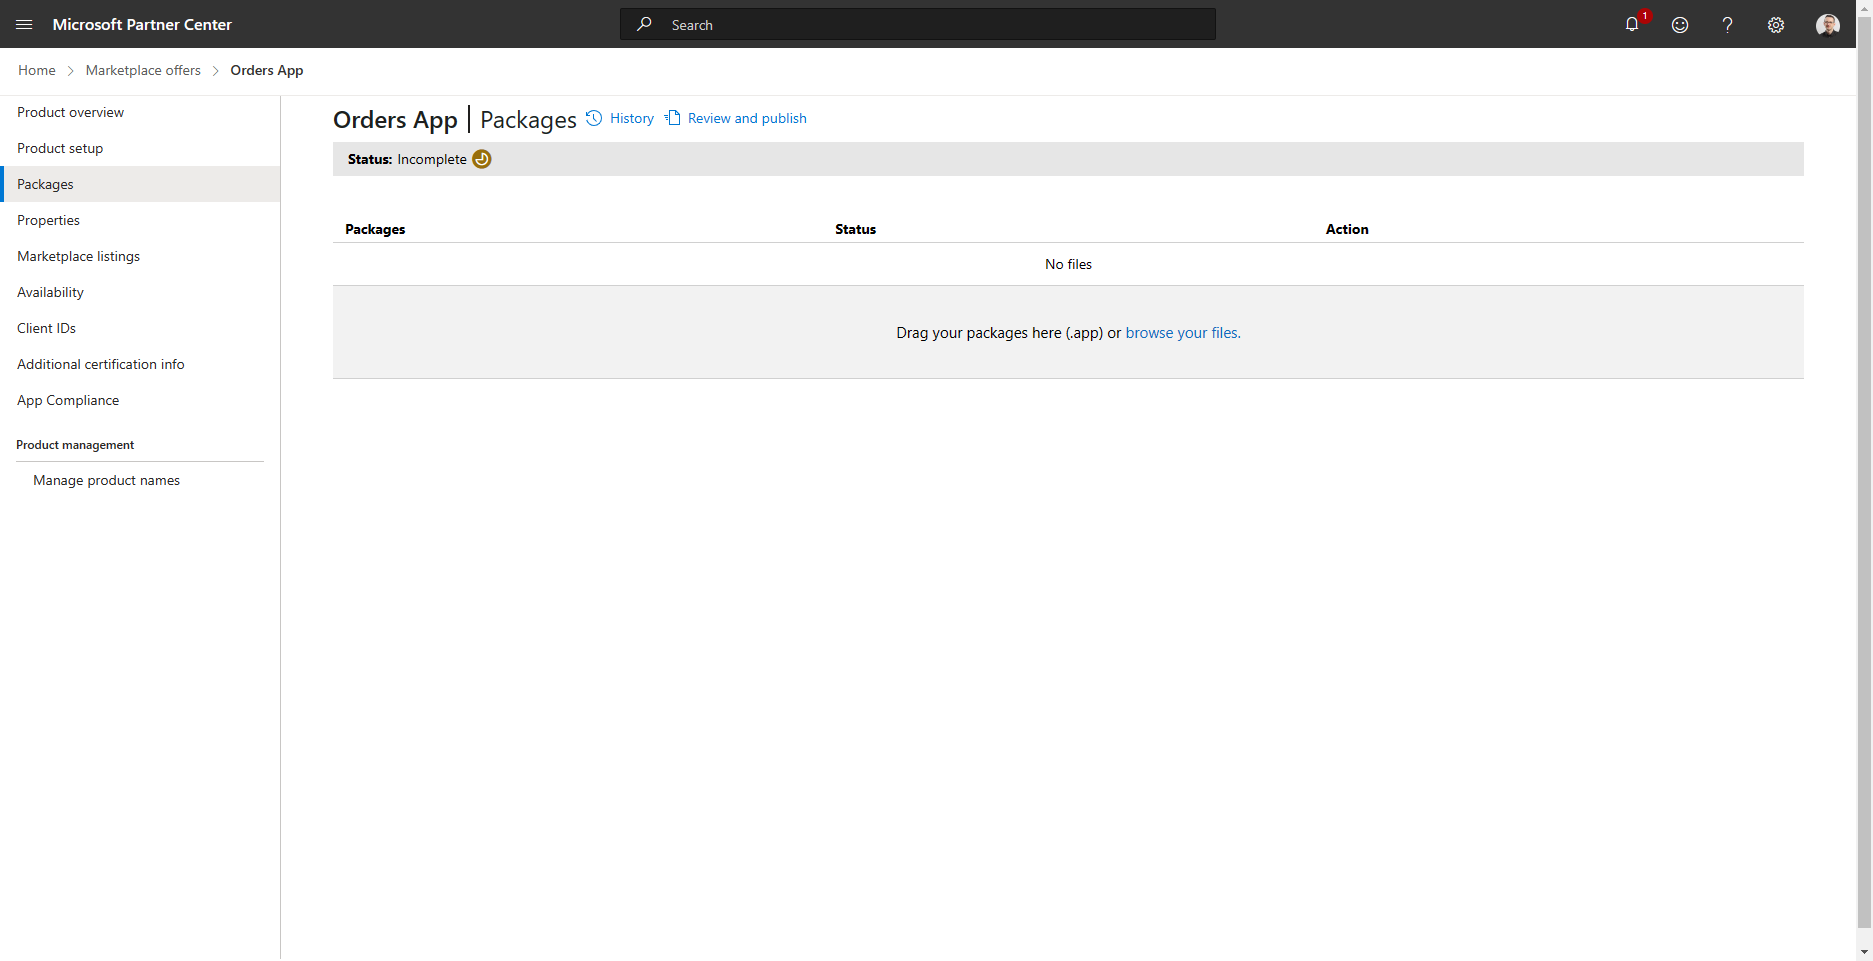 Microsoft Partner Center
Search
1
Home > Marketplace offers > Orders App
Product overview
Product setup
Packages
Properties
Marketplace listings
Availability
Client IDs
Additional certification info
App Compliance
Product management
Manage product names
Orders App | Packages History Review and publish
Status: Incomplete
Packages Status Action
No files
Drag your packages here (.app) or browse your files.